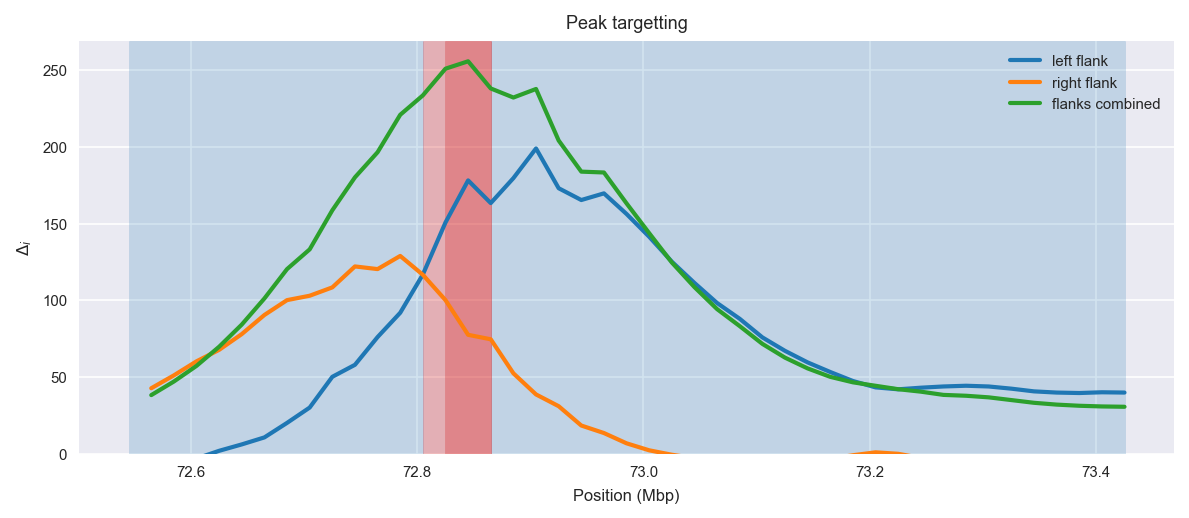 Peak targetting
250
200
150
100
50
0
Δi
left flank
right flank
flanks combined
72.6
72.8
73.0
73.2
73.4
Position (Mbp)